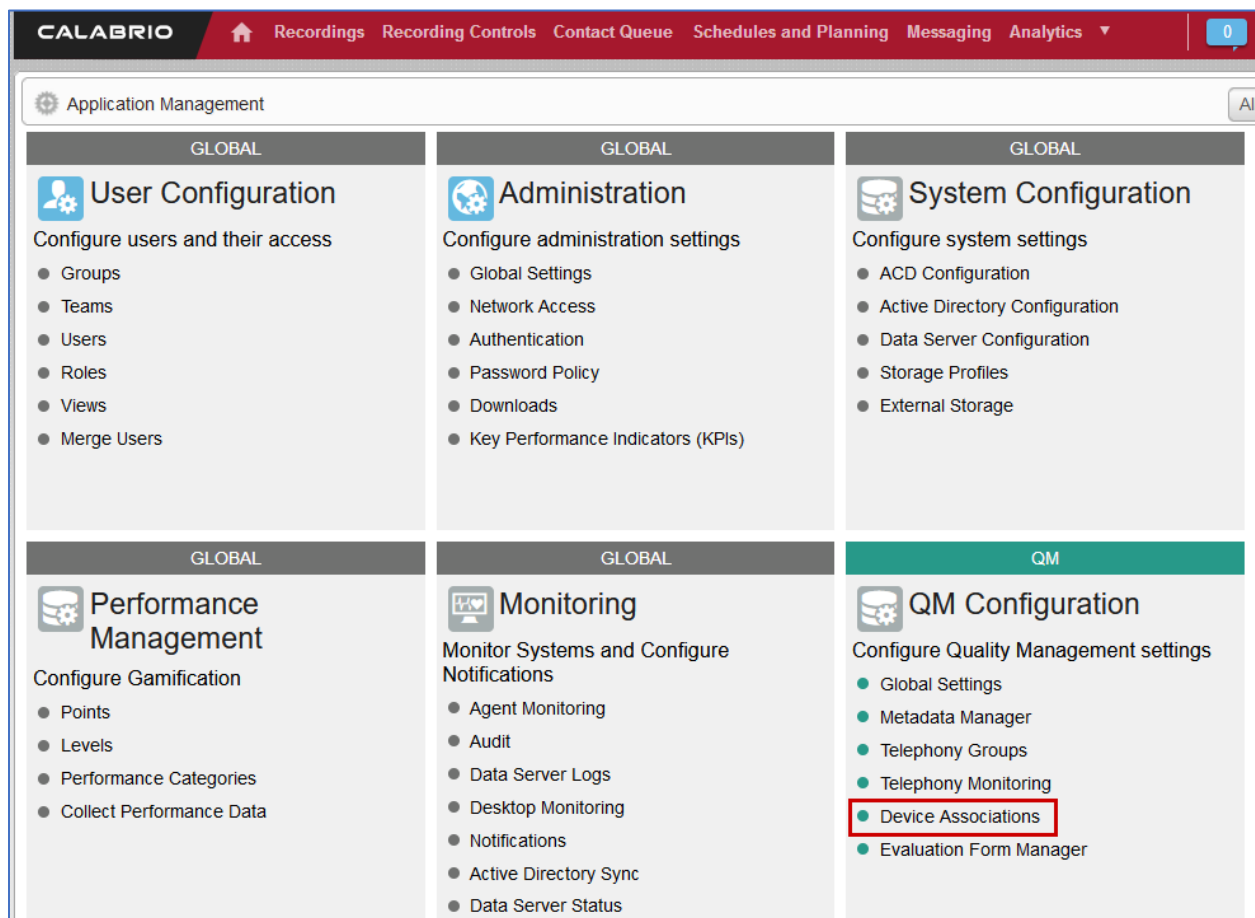 CALABRIO Recordings Recording Controls Contact Queue Schedules and Planning Messaging Analytics ▼ 0
Application Management Al
GLOBAL
User Configuration
Configure users and their access
Groups
Teams
Users
Roles
Views
Merge Users
GLOBAL
Administration
Configure administration settings
Global Settings
Network Access
Authentication
Password Policy
Downloads
Key Performance Indicators (KPIs)
GLOBAL
System Configuration
Configure system settings
ACD Configuration
Active Directory Configuration
Data Server Configuration
Storage Profiles
External Storage
GLOBAL
Performance
Management
Configure Gamification
Points
Levels
Performance Categories
Collect Performance Data
GLOBAL
Monitoring
Monitor Systems and Configure
Notifications
Agent Monitoring
Audit
Data Server Logs
Desktop Monitoring
Notifications
Active Directory Sync
Data Server Status
QM
QM Configuration
Configure Quality Management settings
Global Settings
Metadata Manager
Telephony Groups
Telephony Monitoring
Device Associations
Evaluation Form Manager